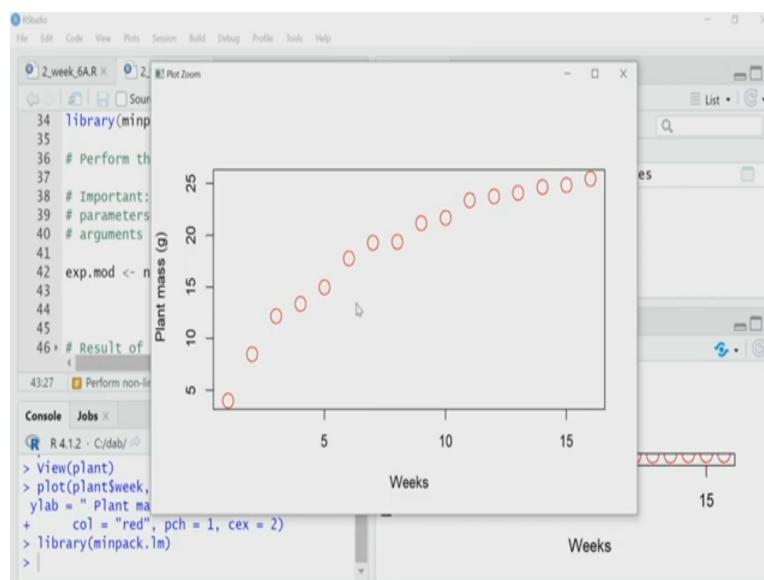 RStudio
File Edit Code View Plots Session Build Debug Profile Tools Help
2_week_6A.R × 2_
Plot Zoom
Sour
List
34 library(minp
35
36 # Perform th
37
38 # Important:
39 # parameters
40 # arguments
41
42 exp.mod <- n
43
44
45
46 # Result of
es
25
20
15
10
5
Plant mass (g)
5 10 15
Weeks
43:27 Perform non-lin
Console Jobs ×
R R 4.1.2 · C:/dab/
> View(plant)
> plot(plant$week,
ylab = " Plant ma
+ col = "red", pch = 1, cex = 2)
> library(minpack.lm)
>
15
Weeks